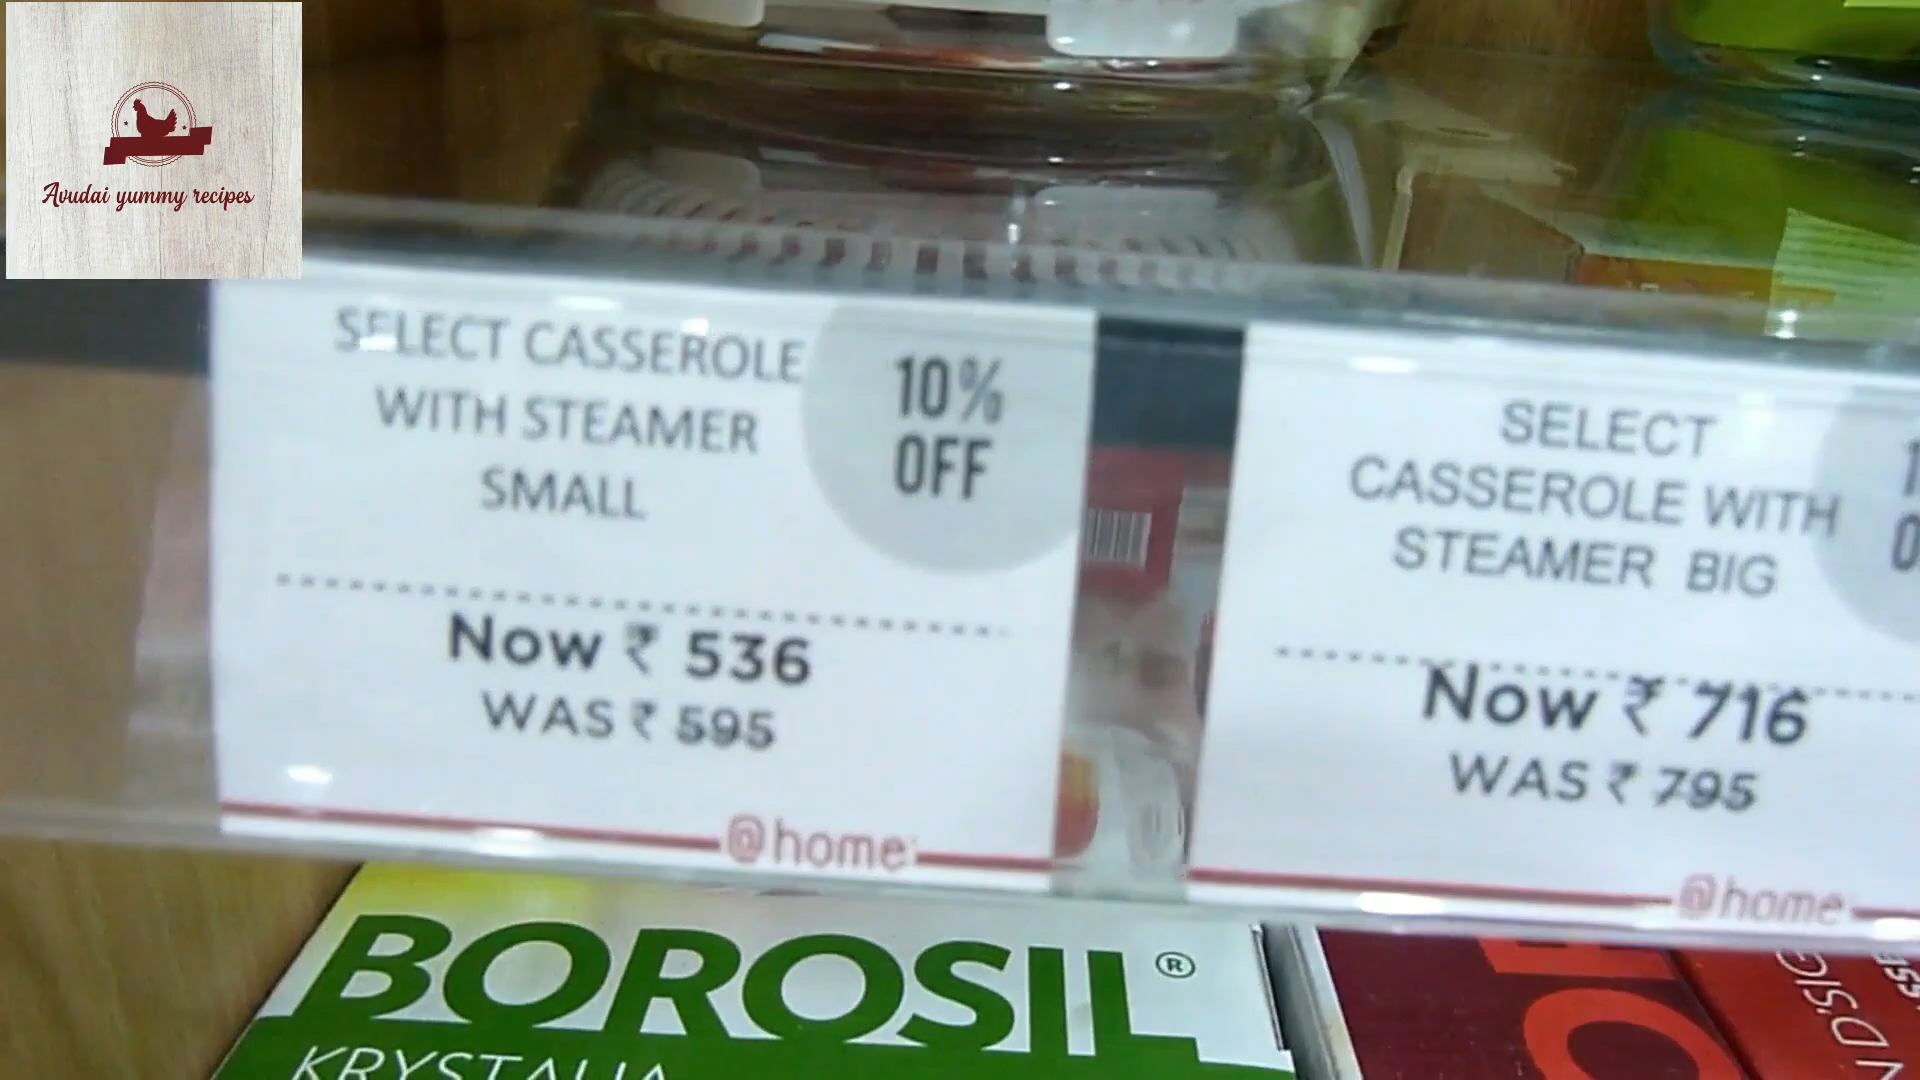 Avudai yummy recipes
SELECT CASSEROLE
WITH STEAMER
SMALL
10%
OFF
Now ₹ 536
WAS ₹ 595
@home
SELECT
CASSEROLE WITH
STEAMER BIG
Now ₹ 716
WAS ₹ 795
@home
BOROSIL®
KRYSTALIA